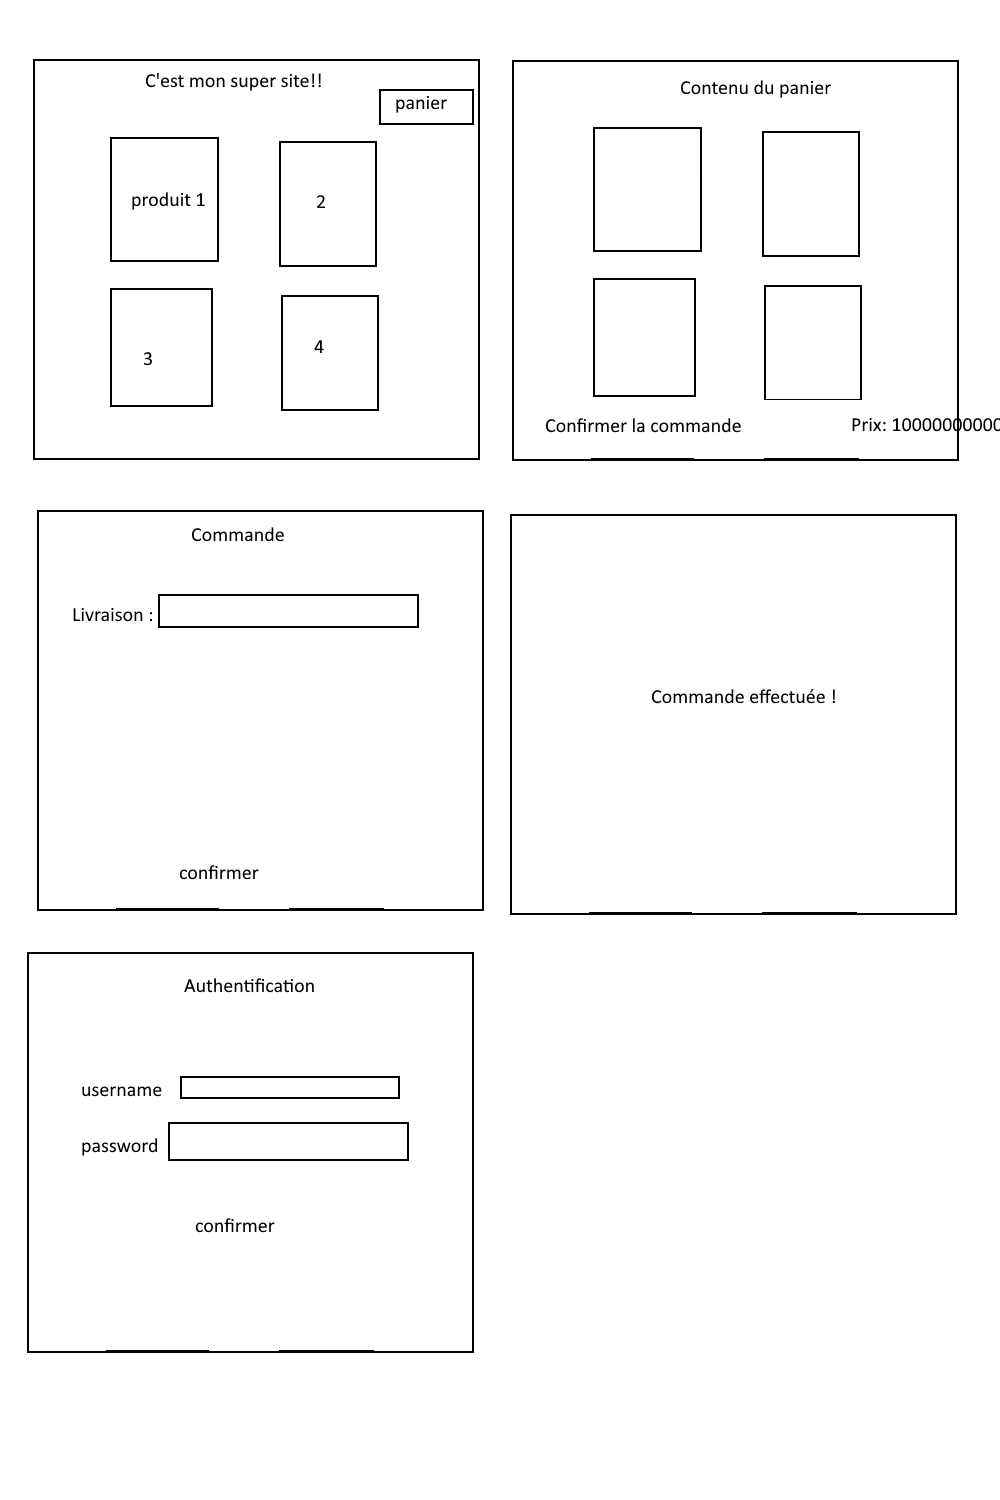 C'est mon super site!!
panier
produit 1
2
3
4
Contenu du panier
Confirmer la commande
Prix: 10000000000
Commande
Livraison :
confirmer
Commande effectuée !
Authentification
username
password
confirmer